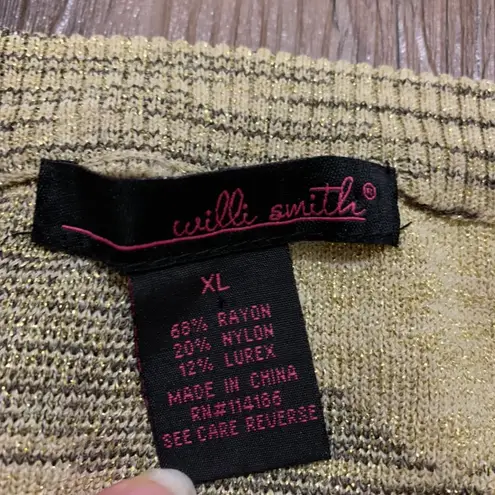 willi smith®
XL
68% RAYON
20% NYLON
12% LUREX
MADE IN CHINA
RN#114186
SEE CARE REVERSE